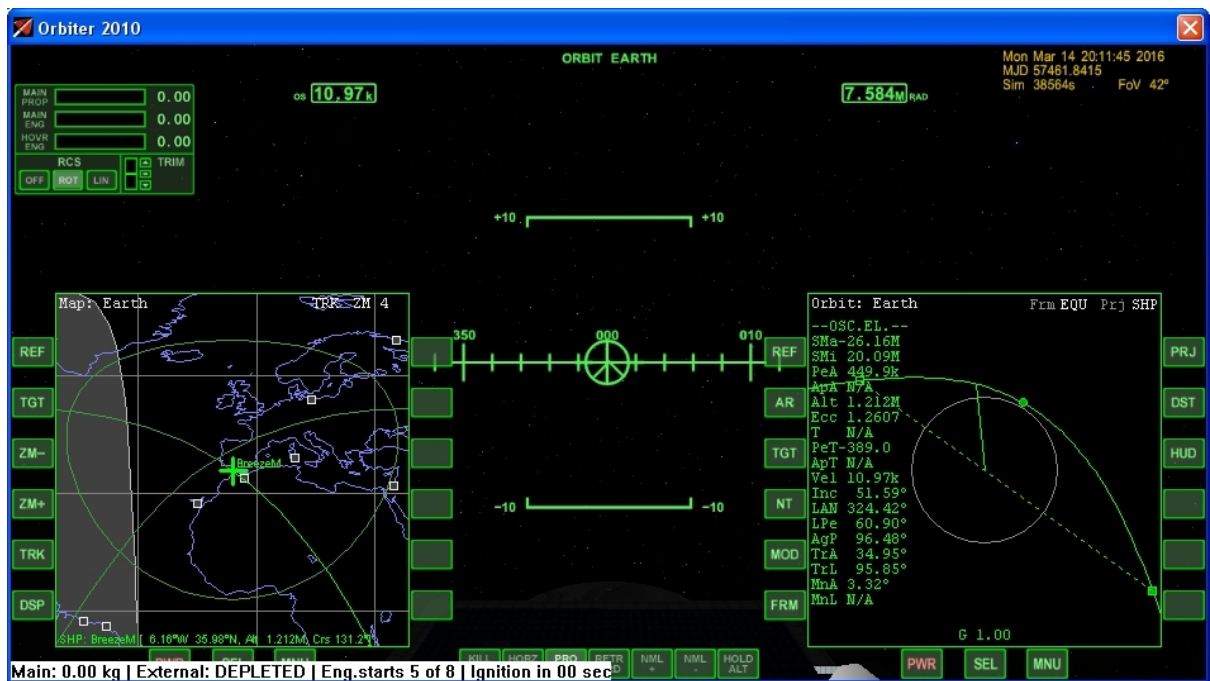 Orbiter 2010
ORBIT EARTH
Mon Mar 14 20:11:45 2016
MJD 57461.8415
Sim 38564s FoV 42°
MAIN PROP 0.00
MAIN ENG 0.00
HOVR ENG 0.00
RCS TRIM
OFF ROT LIN
OS 10.97k
7.584M RAD
+10 +10
350 000 010
-10 -10
Map: Earth TRK ZM 4
REF
TGT
ZM-
ZM+
TRK
DSP
BreezeM
SHP: BreezeM [ 6.16°W 35.98°N, Alt 1.212M, Crs 131.2°]
PWR SEL MNU
Orbit: Earth Frm EQU Prj SHP
--OSC.EL.--
SMa-26.16M
SMi 20.09M
PeA 449.9k
ApA N/A
Alt 1.212M
Ecc 1.2607
T N/A
PeT-389.0
ApT N/A
Vel 10.97k
Inc 51.59°
LAN 324.42°
LPe 60.90°
AgP 96.48°
TrA 34.95°
TrL 95.85°
MnA 3.32°
MnL N/A
G 1.00
REF
AR
TGT
NT
MOD
FRM
PRJ
DST
HUD
PWR SEL MNU
KILL HORZ PRO RETR NML + NML - HOLD ALT
Main: 0.00 kg | External: DEPLETED | Eng.starts 5 of 8 | Ignition in 00 sec